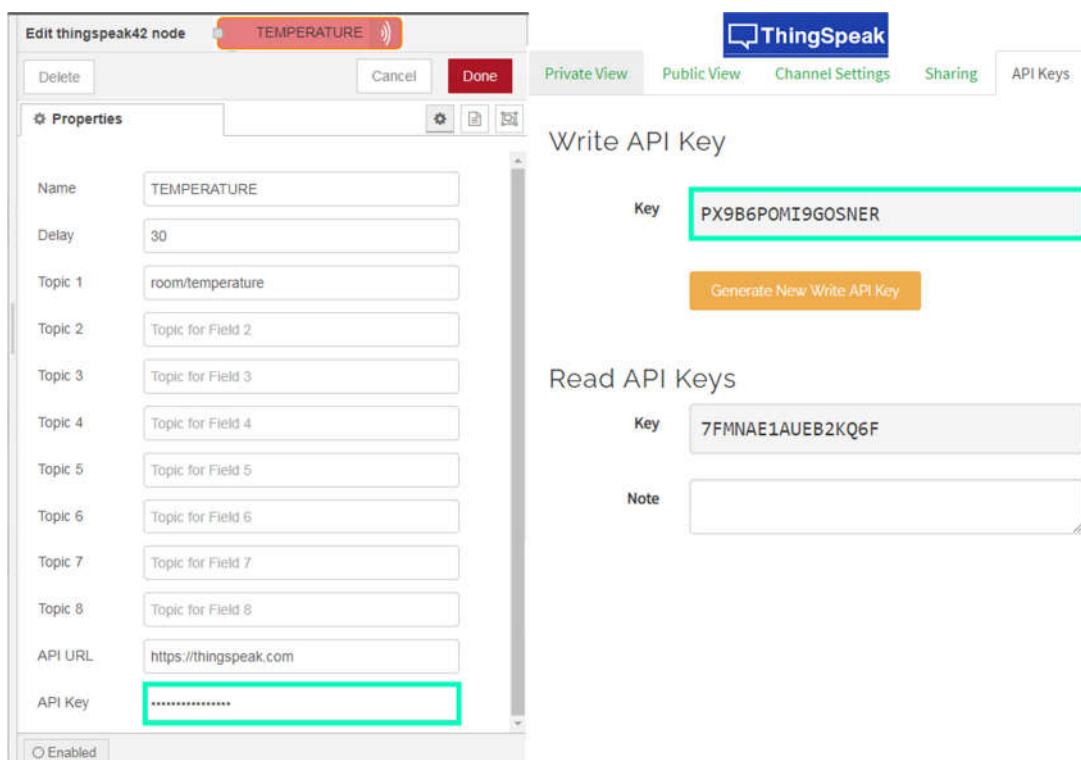 Edit thingspeak42 node TEMPERATURE
Delete Cancel Done
Properties
Name TEMPERATURE
Delay 30
Topic 1 room/temperature
Topic 2 Topic for Field 2
Topic 3 Topic for Field 3
Topic 4 Topic for Field 4
Topic 5 Topic for Field 5
Topic 6 Topic for Field 6
Topic 7 Topic for Field 7
Topic 8 Topic for Field 8
API URL https://thingspeak.com
API Key ••••••••••••••••
Enabled
ThingSpeak
Private View Public View Channel Settings Sharing API Keys
Write API Key
Key PX9B6POMI9GOSNER
Generate New Write API Key
Read API Keys
Key 7FMNAE1AUEB2KQ6F
Note